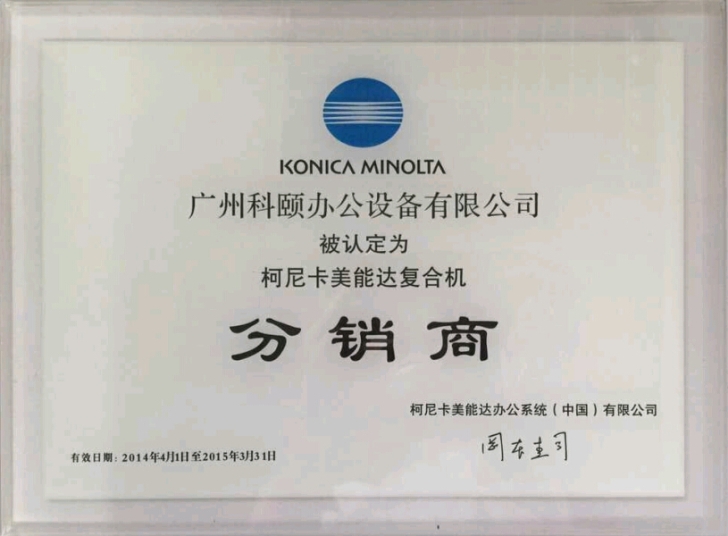 KONICA MINOLTA
广州科颐办公设备有限公司
被认定为
柯尼卡美能达复合机
分销商
柯尼卡美能达办公系统（中国）有限公司
有效日期：2014年4月1日至2015年3月31日